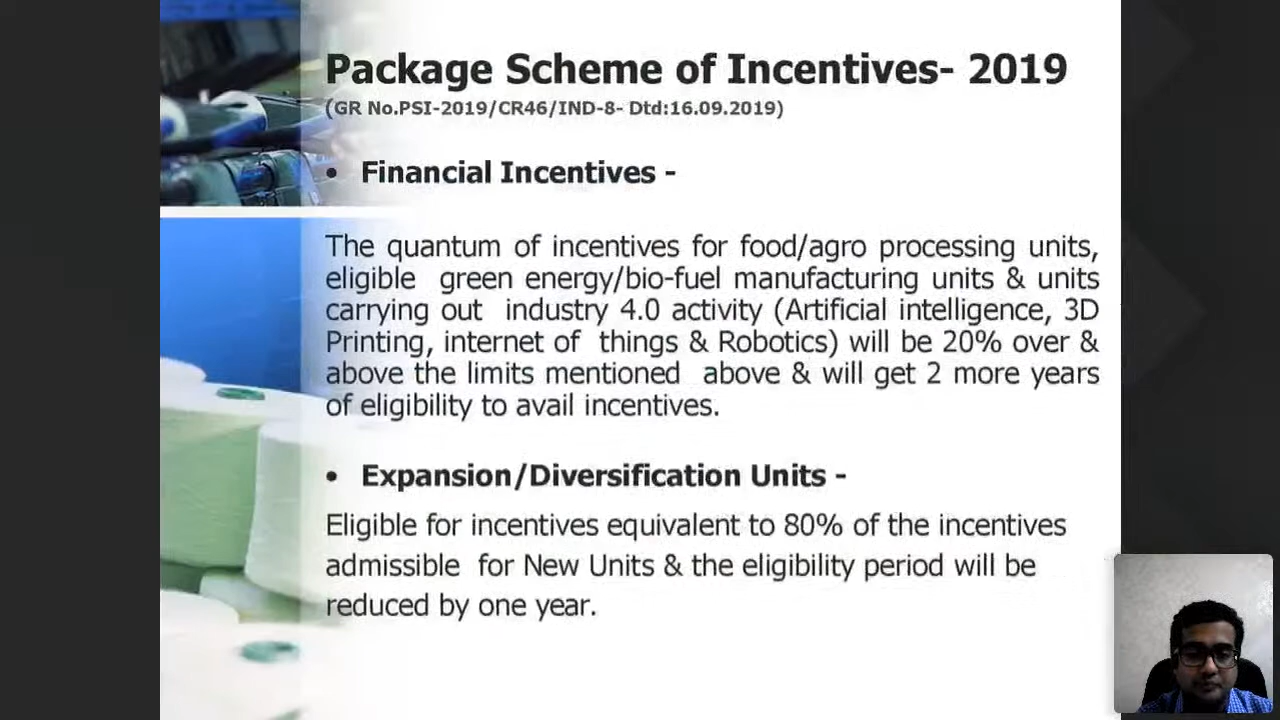 Package Scheme of Incentives- 2019
(GR No.PSI-2019/CR46/IND-8- Dtd:16.09.2019)
• Financial Incentives -
The quantum of incentives for food/agro processing units,
eligible green energy/bio-fuel manufacturing units & units
carrying out industry 4.0 activity (Artificial intelligence, 3D
Printing, internet of things & Robotics) will be 20% over &
above the limits mentioned above & will get 2 more years
of eligibility to avail incentives.
• Expansion/Diversification Units -
Eligible for incentives equivalent to 80% of the incentives
admissible for New Units & the eligibility period will be
reduced by one year.